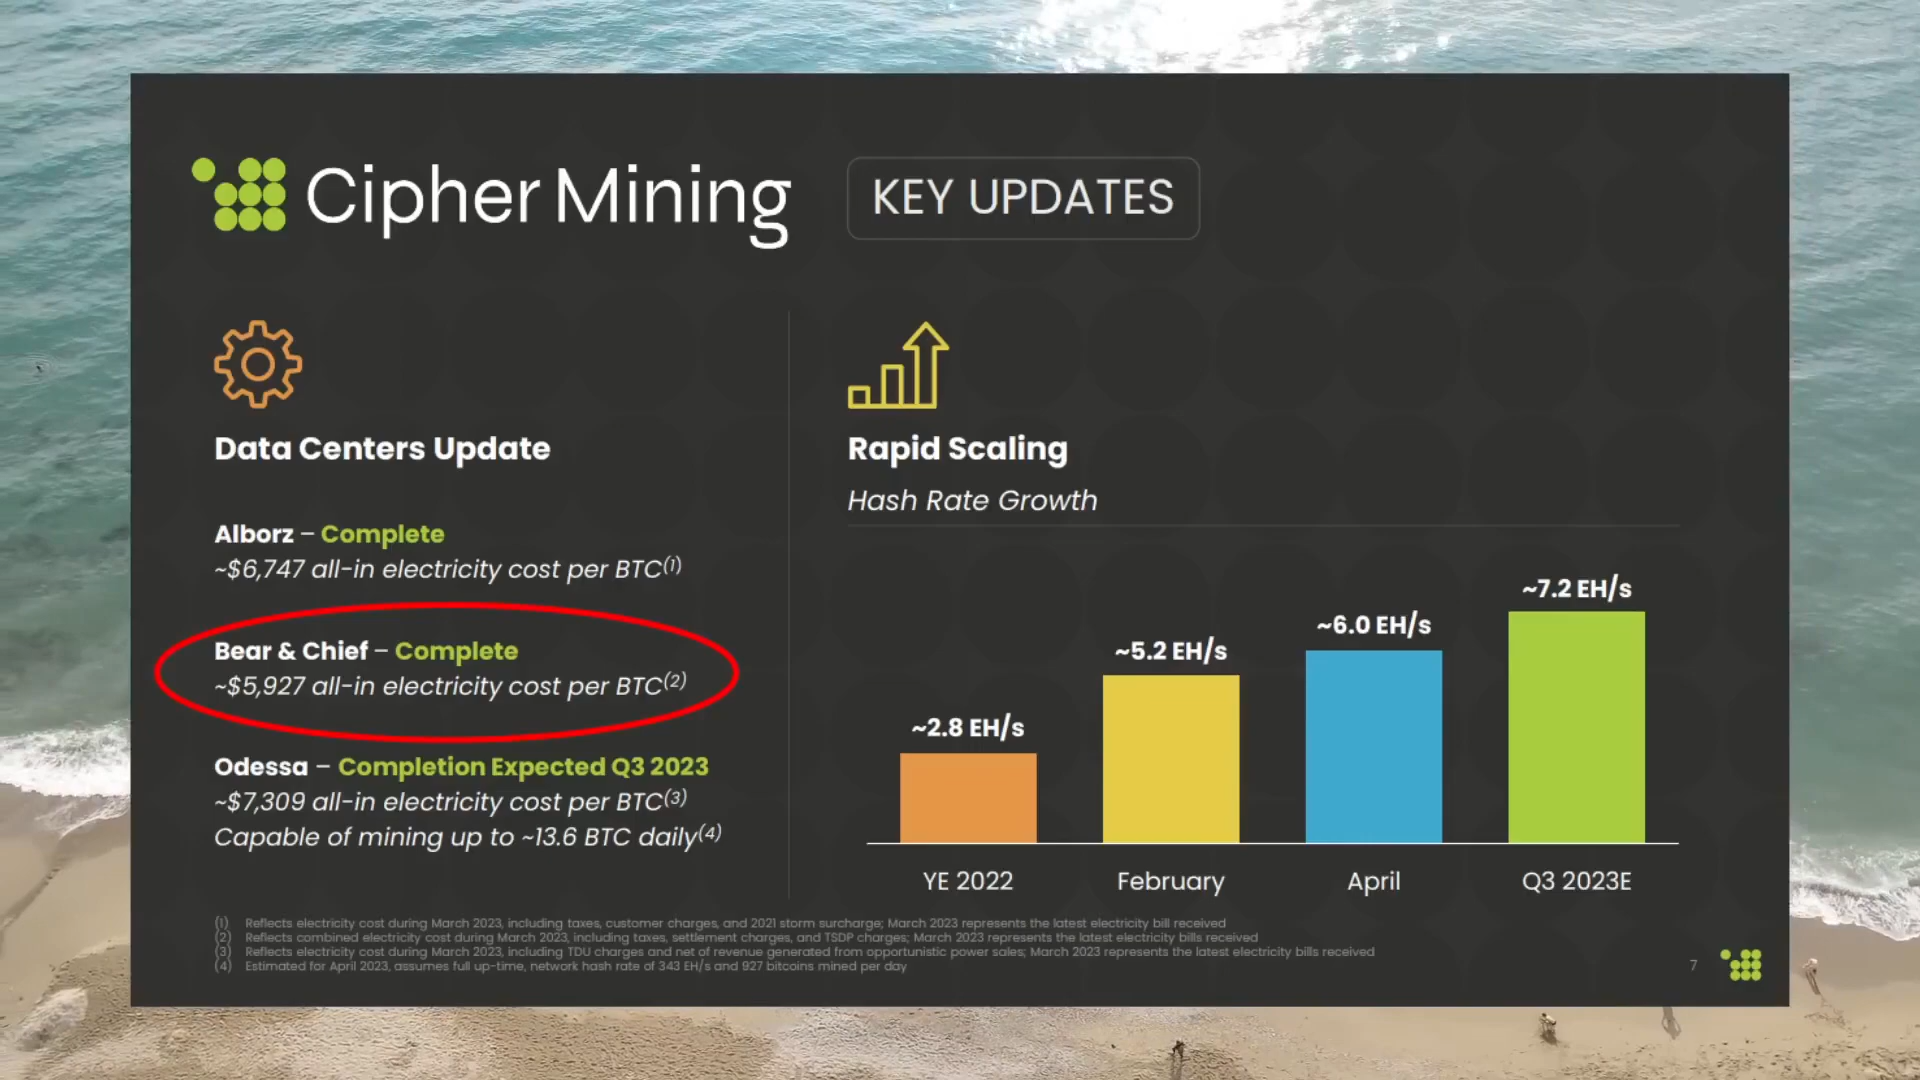 Cipher Mining
KEY UPDATES
Data Centers Update
Alborz – Complete
~$6,747 all-in electricity cost per BTC(1)
Bear & Chief – Complete
~$5,927 all-in electricity cost per BTC(2)
Odessa – Completion Expected Q3 2023
~$7,309 all-in electricity cost per BTC(3)
Capable of mining up to ~13.6 BTC daily(4)
Rapid Scaling
Hash Rate Growth
~2.8 EH/s
~5.2 EH/s
~6.0 EH/s
~7.2 EH/s
YE 2022
February
April
Q3 2023E
(1) Reflects electricity cost during March 2023, including taxes, customer charges, and 2021 storm surcharge; March 2023 represents the latest electricity bill received
(2) Reflects combined electricity cost during March 2023, including taxes, settlement charges, and TSDP charges; March 2023 represents the latest electricity bills received
(3) Reflects electricity cost during March 2023, including TDU charges and net of revenue generated from opportunistic power sales; March 2023 represents the latest electricity bills received
(4) Estimated for April 2023, assumes full up-time, network hash rate of 343 EH/s and 927 bitcoins mined per day
7